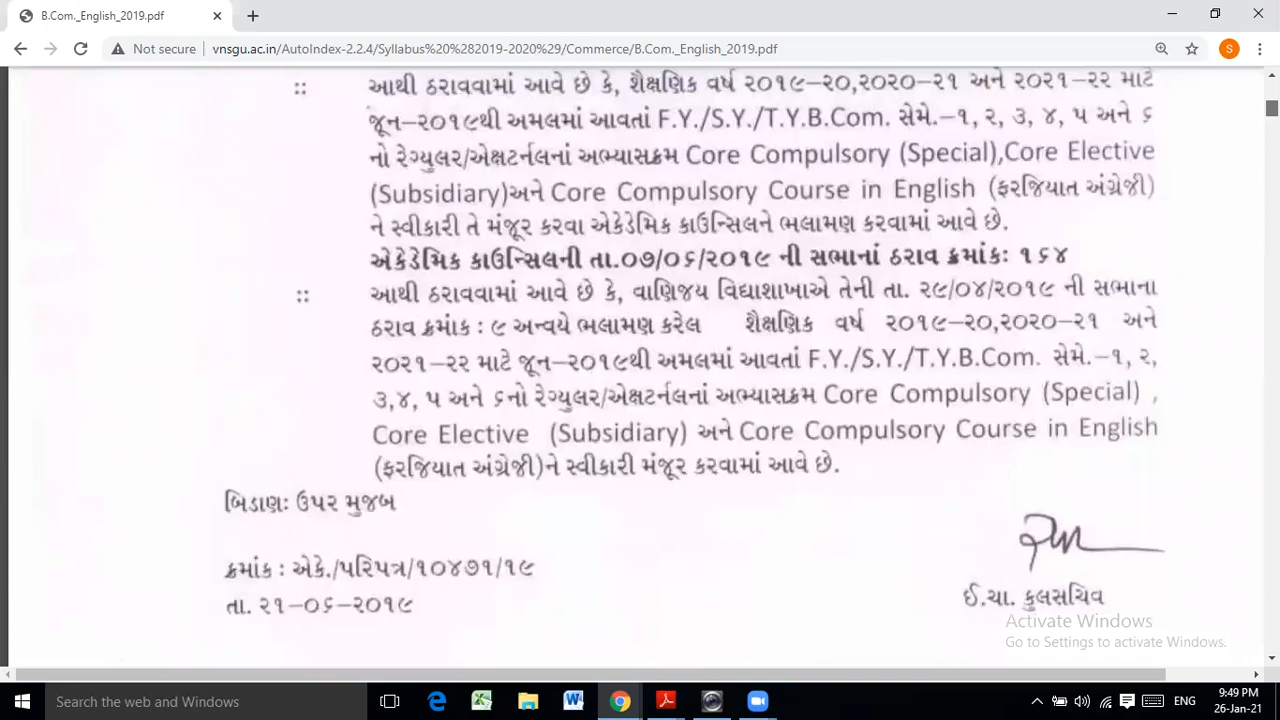 B.Com._English_2019.pdf
Not secure
vnsgu.ac.in/AutoIndex-2.2.4/Syllabus%20%282019-2020%29/Commerce/B.Com._English_2019.pdf
S
:: આથી ઠરાવવામાં આવે છે કે, શૈક્ષણિક વર્ષ ૨૦૧૯–૨૦,૨૦૨૦–૨૧ અને ૨૦૨૧–૨૨ માટે
જૂન–૨૦૧૯થી અમલમાં આવતાં F.Y./S.Y./T.Y.B.Com. સેમે.–૧, ૨, ૩, ૪, ૫ અને ૬
નો રેગ્યુલર/એક્ષટર્નલનાં અભ્યાસક્રમ Core Compulsory (Special),Core Elective
(Subsidiary)અને Core Compulsory Course in English (ફરજિયાત અંગ્રેજી)
ને સ્વીકારી તે મંજૂર કરવા એકેડેમિક કાઉન્સિલને ભલામણ કરવામાં આવે છે.
એકેડેમિક કાઉન્સિલની તા.૦૭/૦૬/૨૦૧૯ ની સભાનાં ઠરાવ ક્રમાંકઃ ૧૬૪
:: આથી ઠરાવવામાં આવે છે કે, વાણિજય વિદ્યાશાખાએ તેની તા. ૨૯/૦૪/૨૦૧૯ ની સભાના
ઠરાવ ક્રમાંક : ૯ અન્વયે ભલામણ કરેલ શૈક્ષણિક વર્ષ ૨૦૧૯–૨૦,૨૦૨૦–૨૧ અને
૨૦૨૧–૨૨ માટે જૂન–૨૦૧૯થી અમલમાં આવતાં F.Y./S.Y./T.Y.B.Com. સેમે.–૧, ૨,
૩,૪, ૫ અને ૬નો રેગ્યુલર/એક્ષટર્નલનાં અભ્યાસક્રમ Core Compulsory (Special) ,
Core Elective (Subsidiary) અને Core Compulsory Course in English
(ફરજિયાત અંગ્રેજી)ને સ્વીકારી મંજૂર કરવામાં આવે છે.
બિડાણઃ ઉપર મુજબ
ક્રમાંક : એકે./પરિપત્ર/૧૦૪૭૧/૧૯
તા. ૨૧–૦૬–૨૦૧૯
ઈ.ચા. કુલસચિવ
Activate Windows
Go to Settings to activate Windows.
Search the web and Windows
ENG
9:49 PM
26-Jan-21